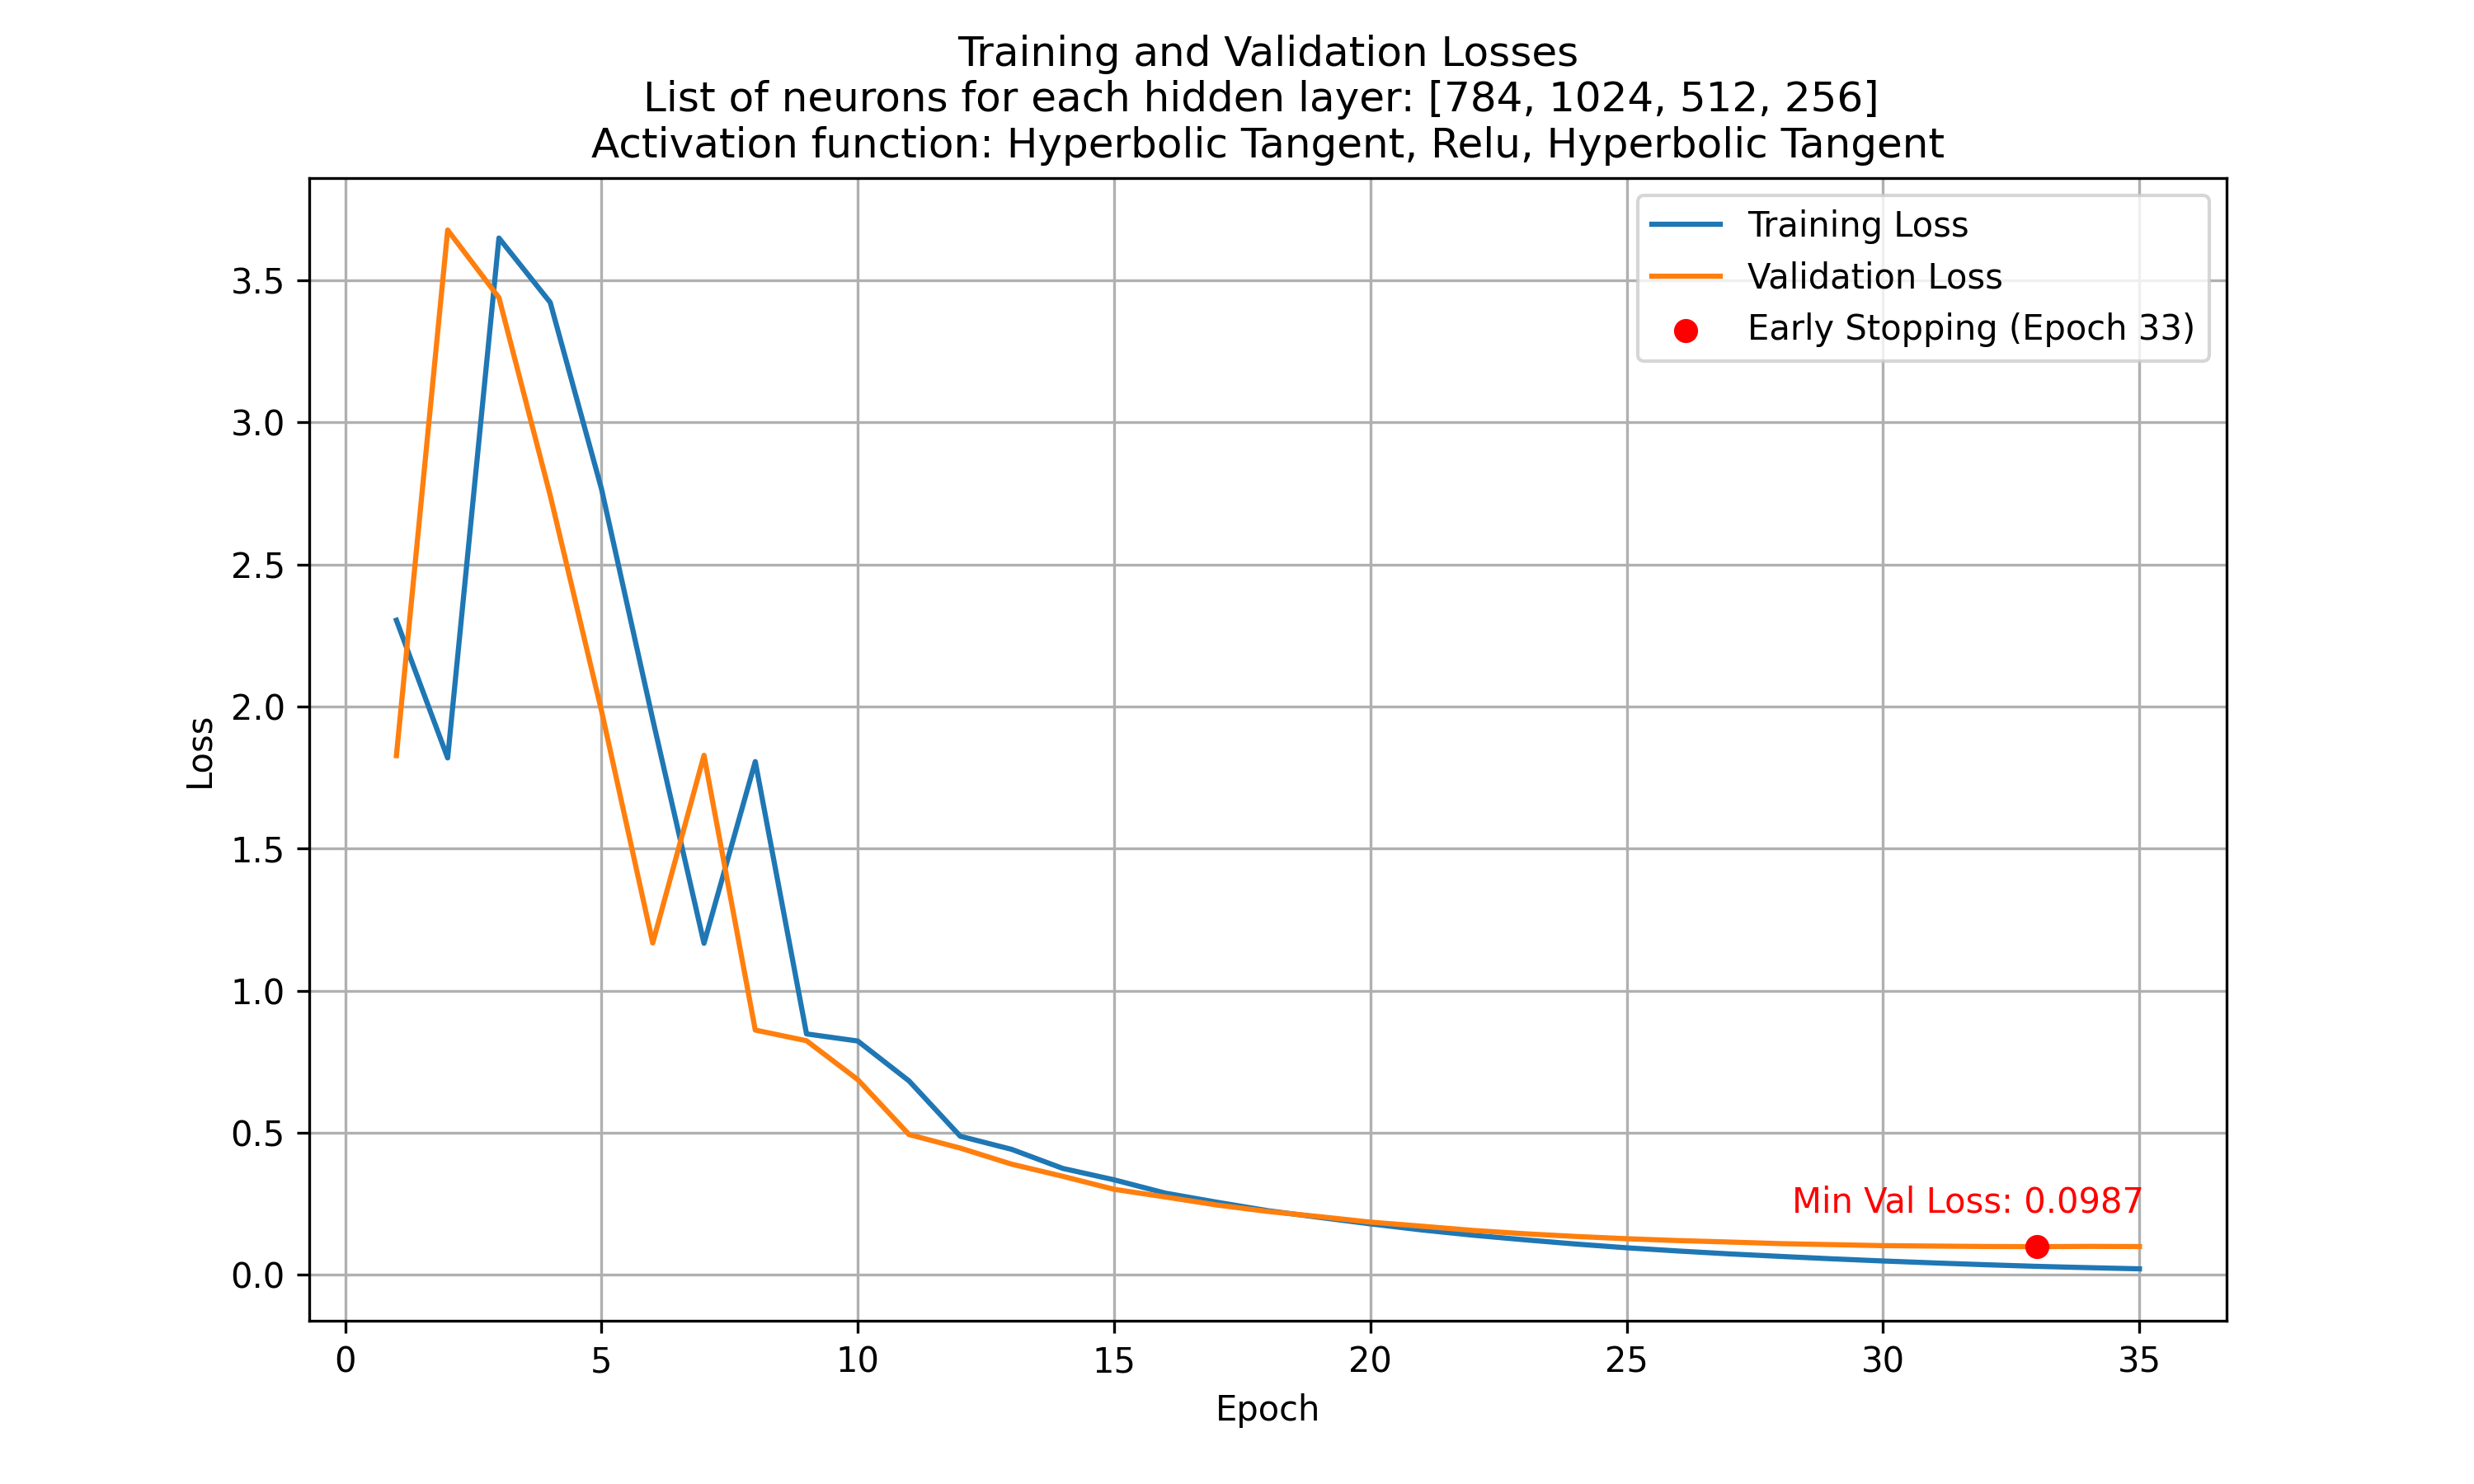 Training and Validation Losses
List of neurons for each hidden layer: [784, 1024, 512, 256]
Activation function: Hyperbolic Tangent, Relu, Hyperbolic Tangent
Training Loss
Validation Loss
Early Stopping (Epoch 33)
3.5
3.0
2.5
2.0
1.5
1.0
0.5
0.0
Loss
Min Val Loss: 0.0987
0 5 10 15 20 25 30 35
Epoch